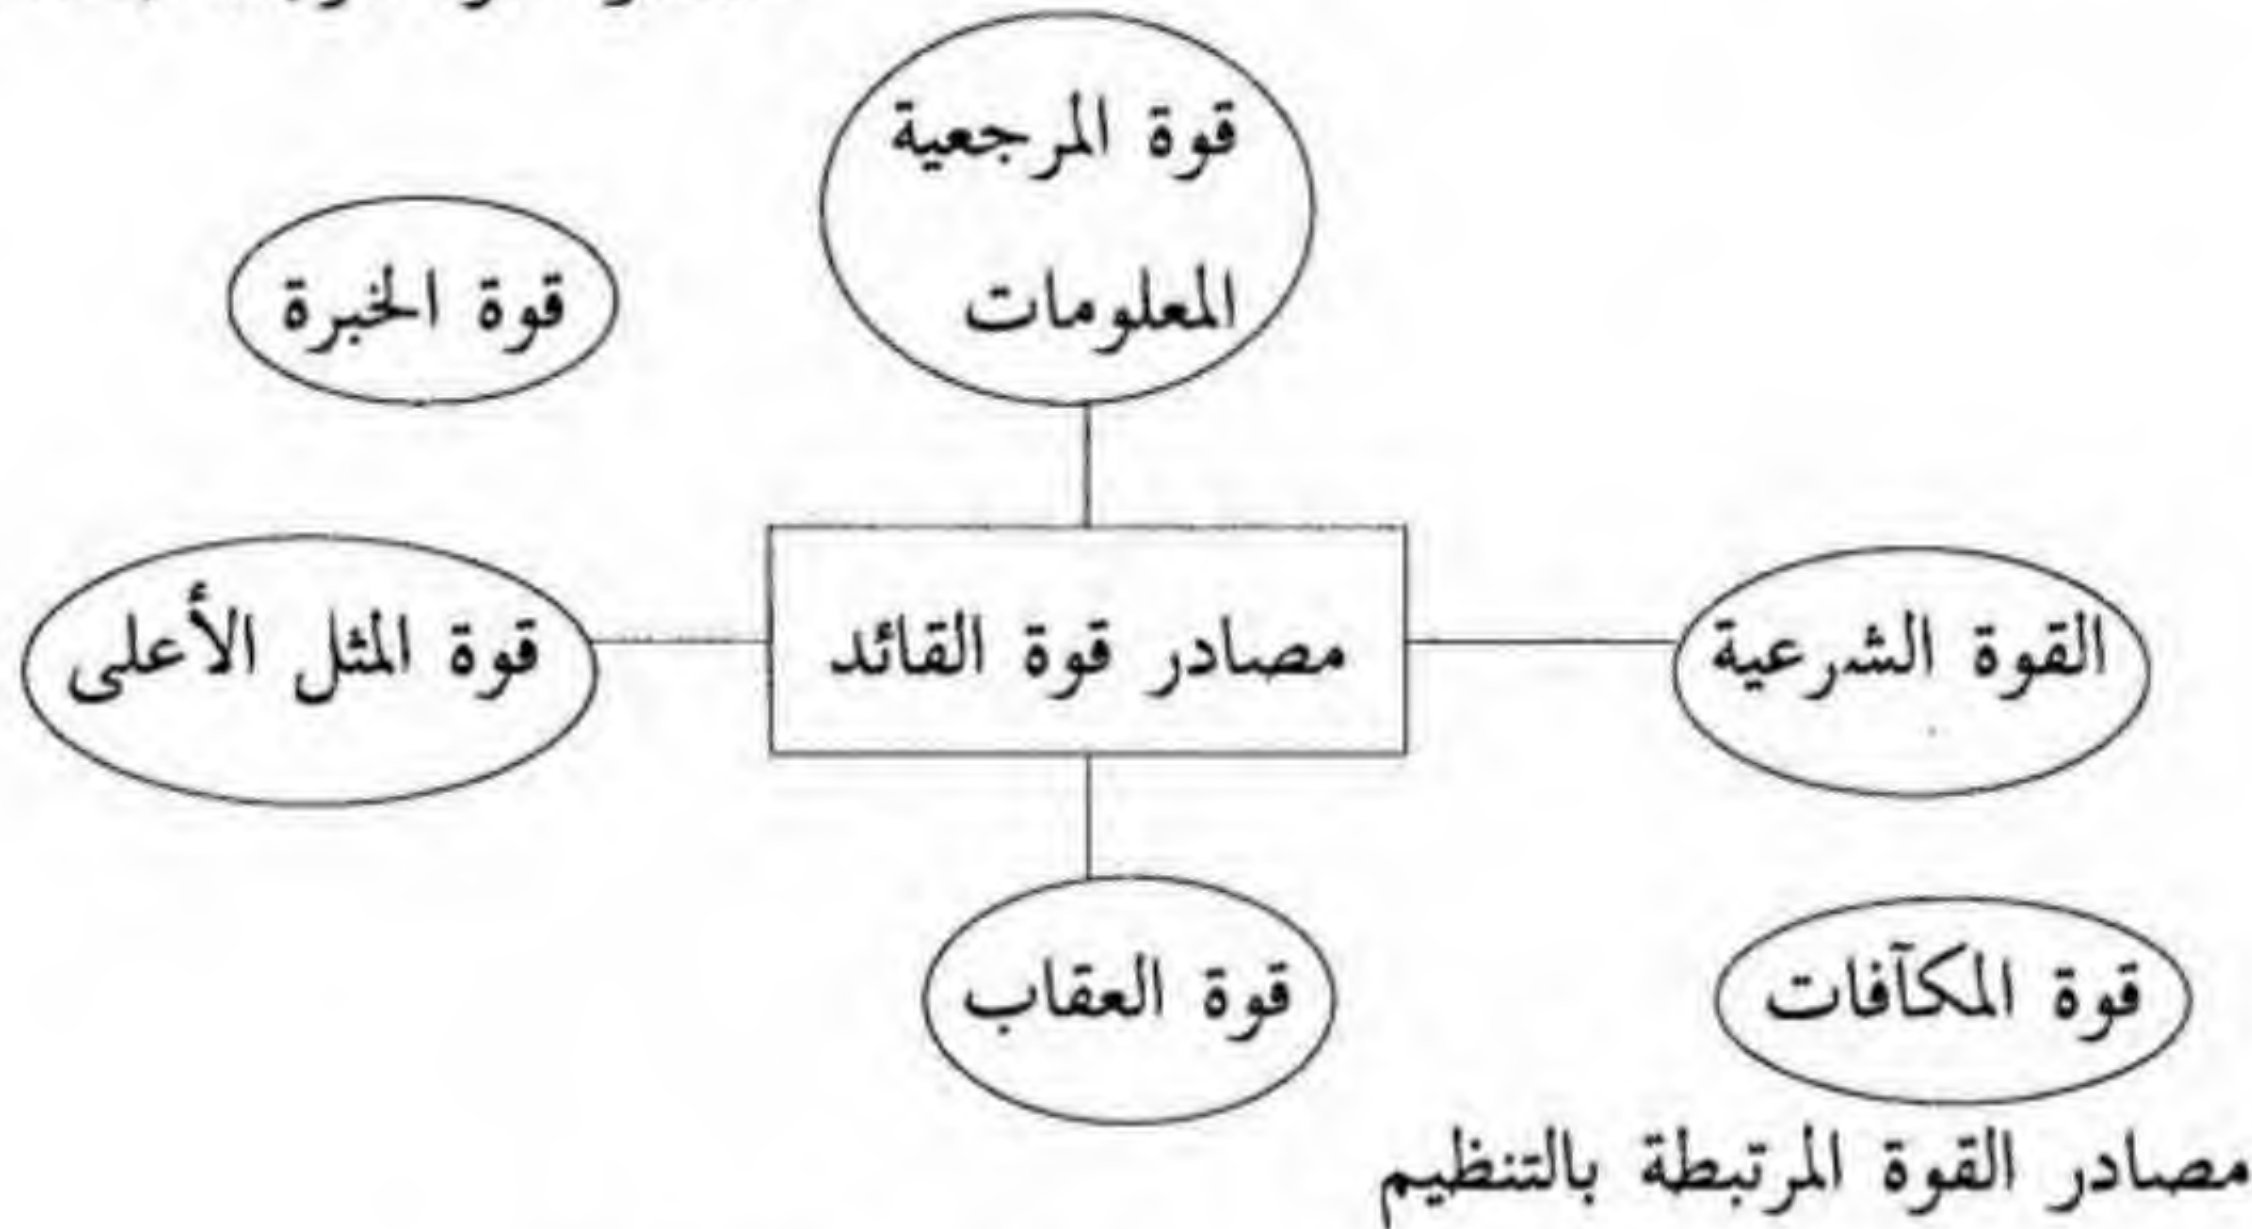 قوة المرجعية
المعلومات
قوة الخبرة
القوة الشرعية
مصادر قوة القائد
قوة المثل الأعلى
قوة المكآفات
قوة العقاب
مصادر القوة المرتبطة بالتنظيم